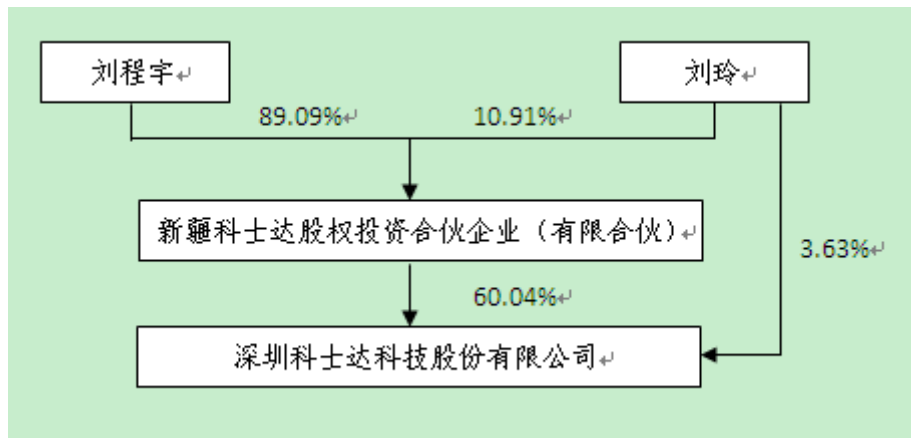 刘程宇↵
刘玲↵
89.09%↵
10.91%↵
新疆科士达股权投资合伙企业（有限合伙）↵
3.63%↵
60.04%↵
深圳科士达科技股份有限公司↵